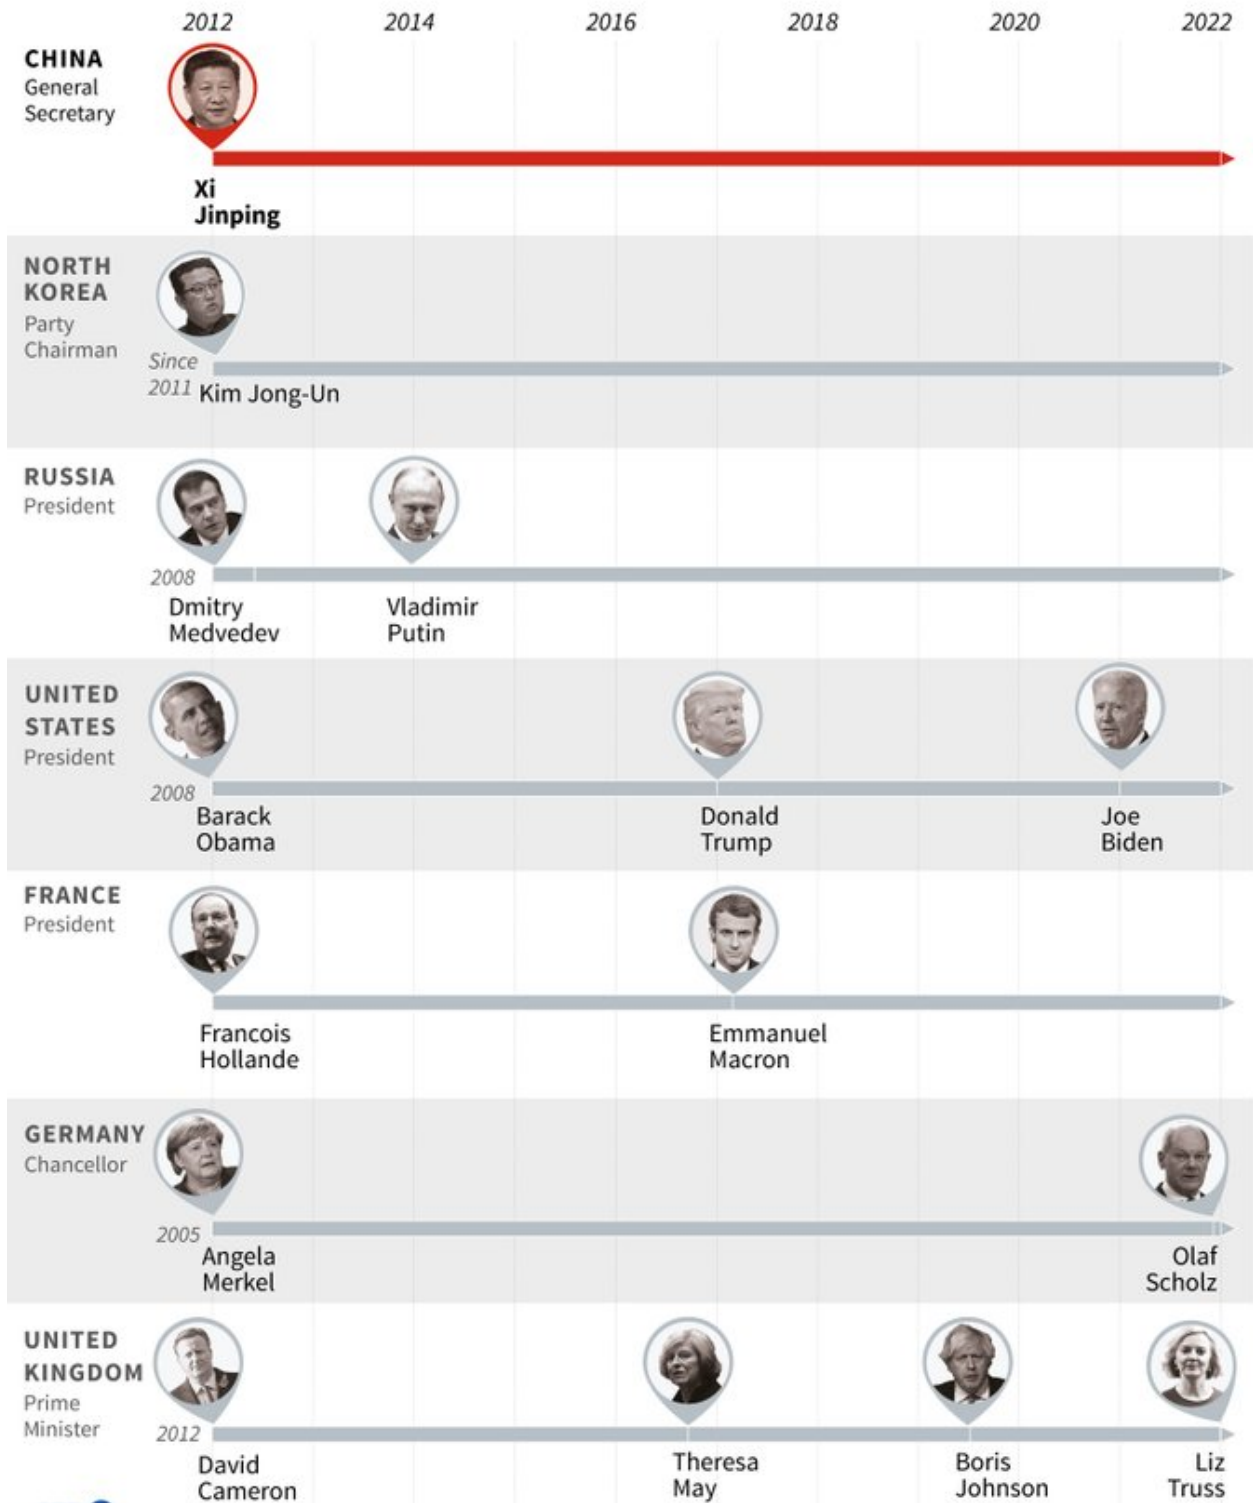 2012 2014 2016 2018 2020 2022
CHINA
General
Secretary
Xi
Jinping
NORTH
KOREA
Party
Chairman
Since
2011
Kim Jong-Un
RUSSIA
President
2008
Dmitry
Medvedev
Vladimir
Putin
UNITED
STATES
President
2008
Barack
Obama
Donald
Trump
Joe
Biden
FRANCE
President
Francois
Hollande
Emmanuel
Macron
GERMANY
Chancellor
2005
Angela
Merkel
Olaf
Scholz
UNITED
KINGDOM
Prime
Minister
2012
David
Cameron
Theresa
May
Boris
Johnson
Liz
Truss